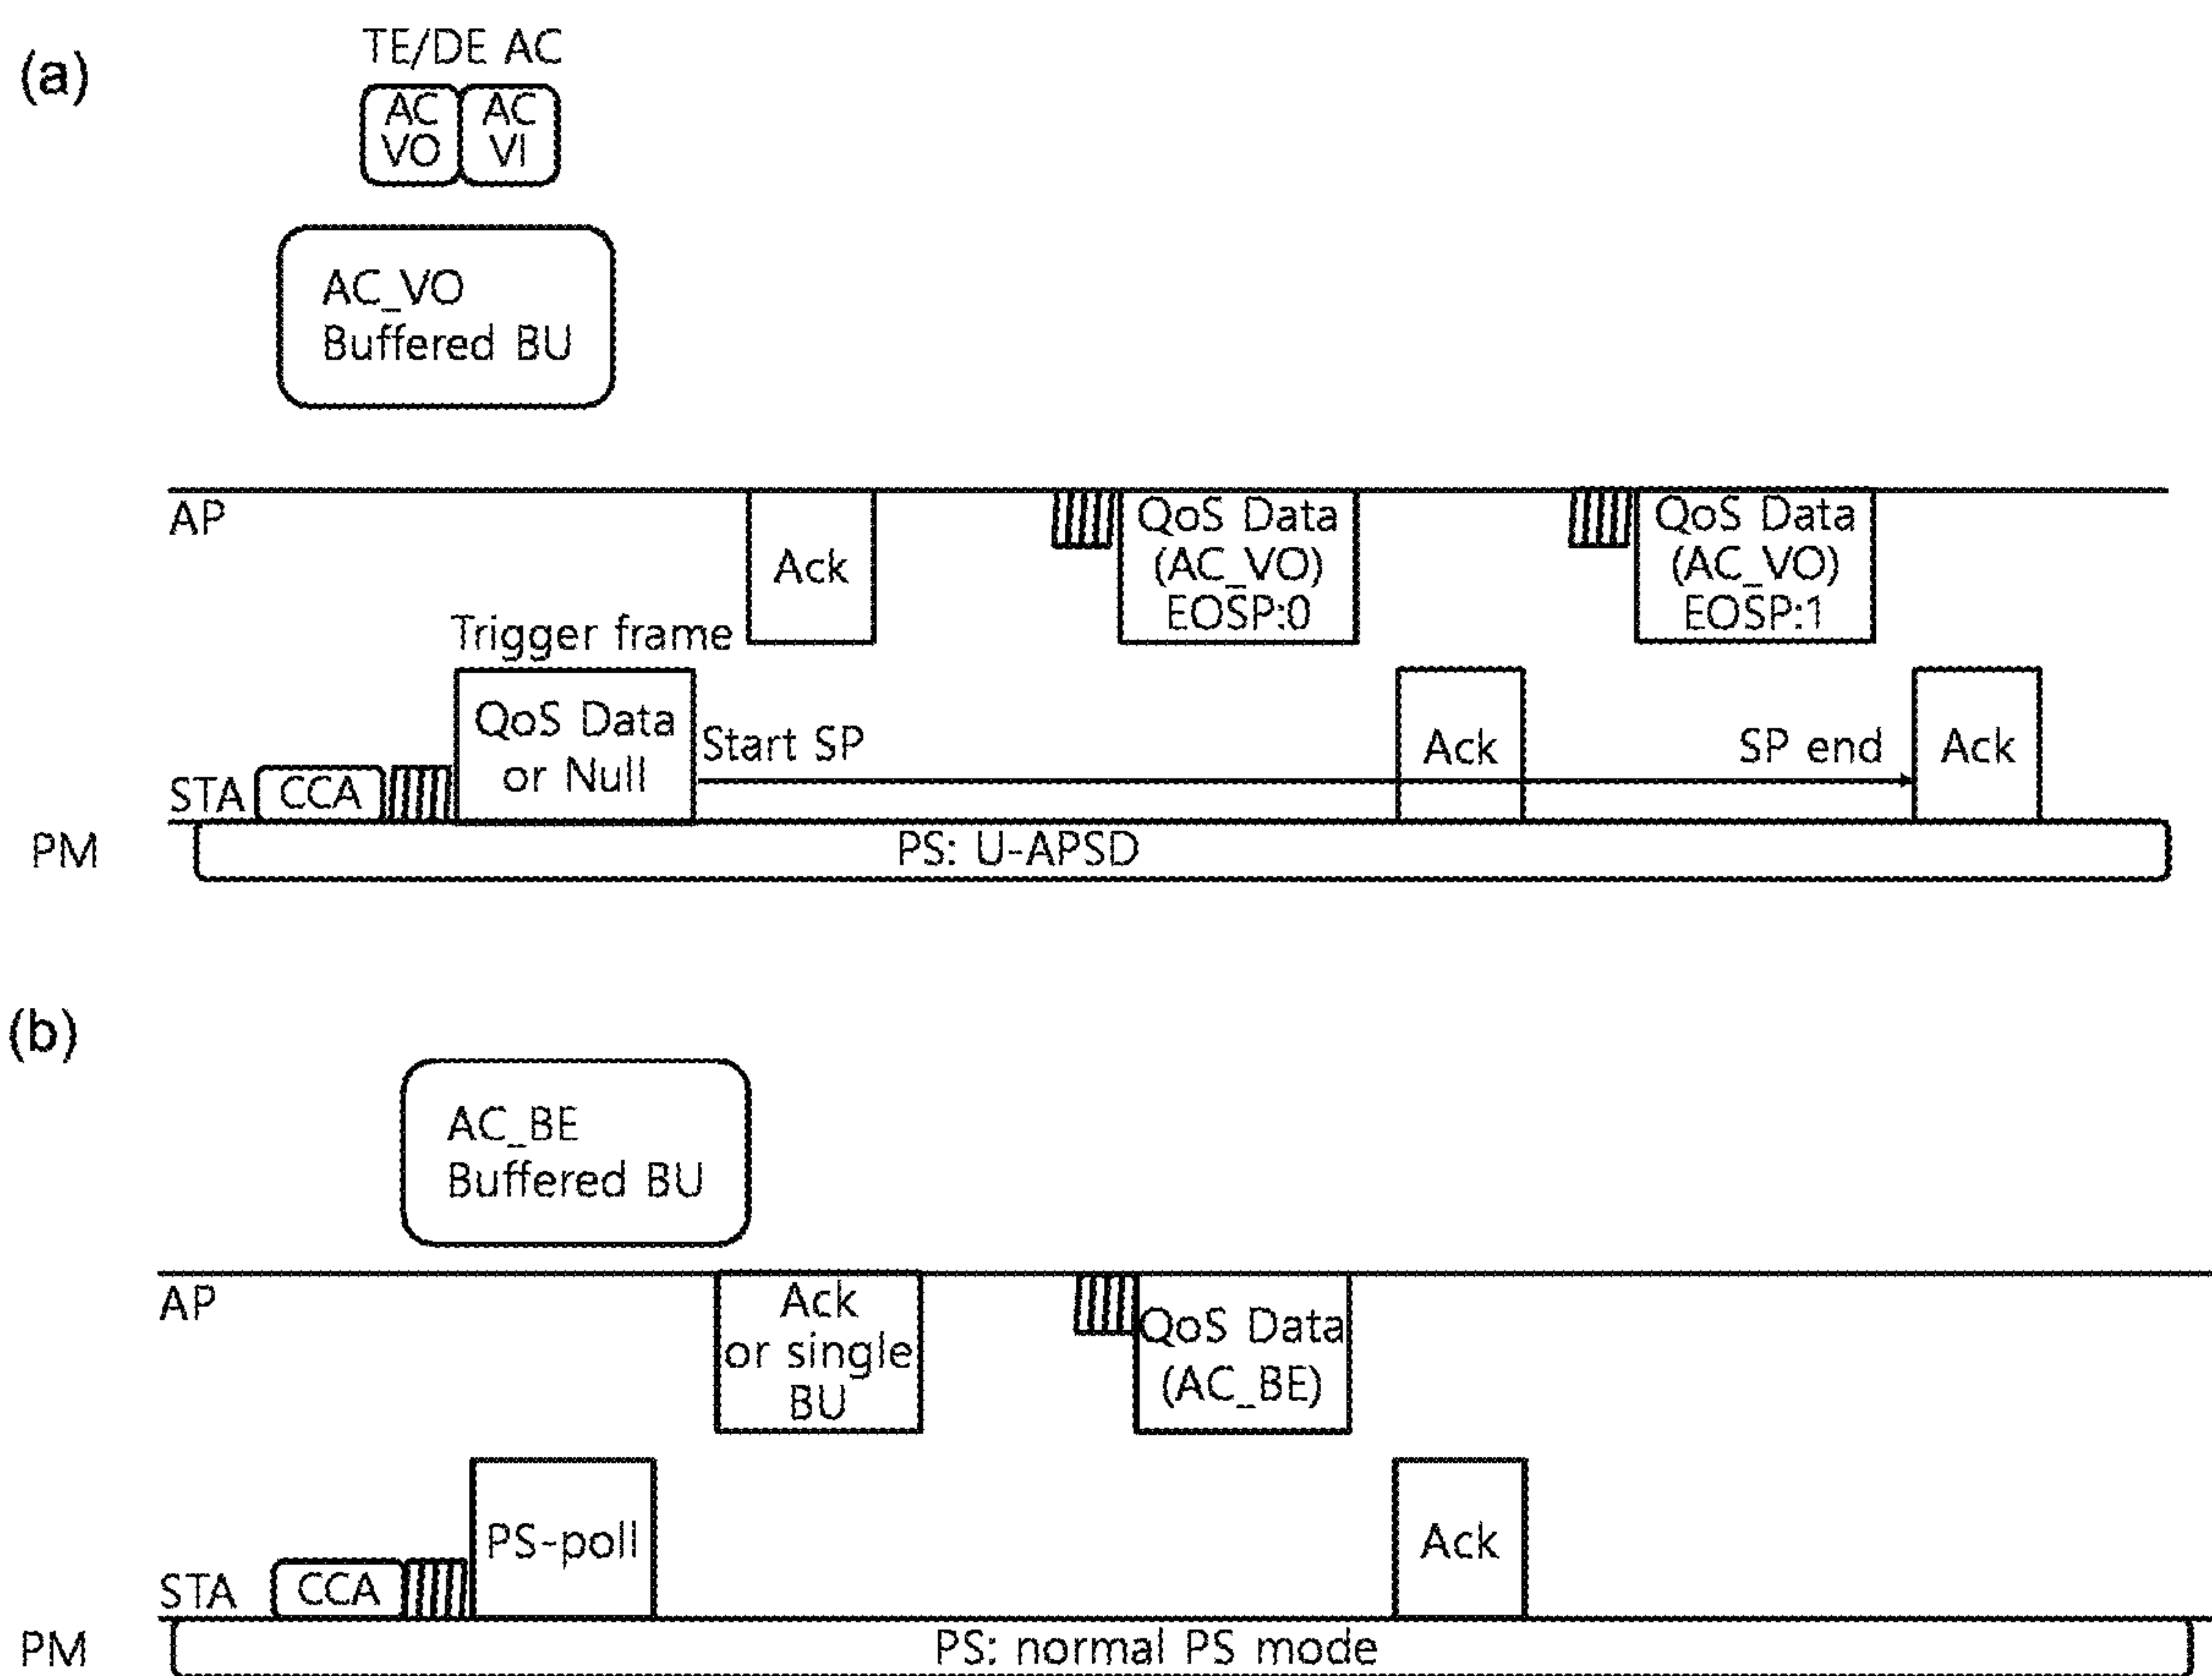 (a)
TE/DE AC
AC
VO
AC
VI
AC_VO
Buffered BU
AP
Ack
QoS Data
(AC_VO)
EOSP:0
QoS Data
(AC_VO)
EOSP:1
Trigger frame
QoS Data
or Null
Start SP
Ack
SP end
Ack
STA
CCA
PM
PS: U-APSD
(b)
AC_BE
Buffered BU
AP
Ack
or single
BU
QoS Data
(AC_BE)
PS-poll
Ack
STA
CCA
PM
PS: normal PS mode